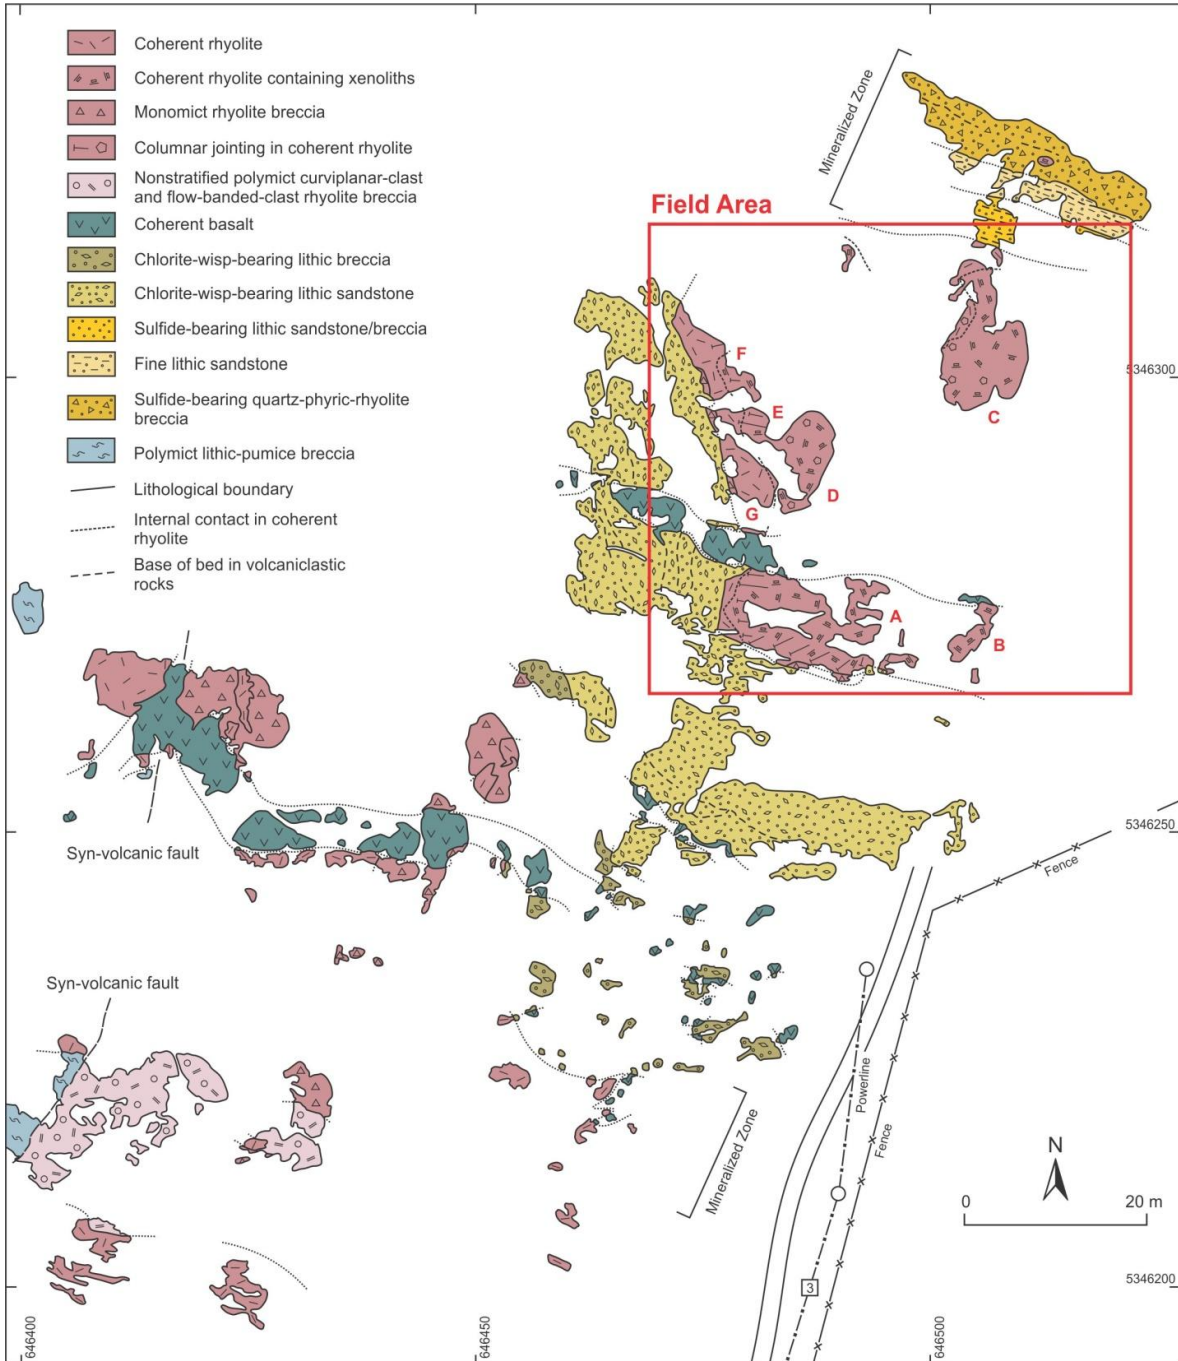 Coherent rhyolite
Coherent rhyolite containing xenoliths
Monomict rhyolite breccia
Columnar jointing in coherent rhyolite
Nonstratified polymict curviplanar-clast
and flow-banded-clast rhyolite breccia
Coherent basalt
Chlorite-wisp-bearing lithic breccia
Chlorite-wisp-bearing lithic sandstone
Sulfide-bearing lithic sandstone/breccia
Fine lithic sandstone
Sulfide-bearing quartz-phyric-rhyolite
breccia
Polymict lithic-pumice breccia
Lithological boundary
Internal contact in coherent
rhyolite
Base of bed in volcaniclastic
rocks
Mineralized Zone
Field Area
F
E
C
D
G
A
B
5346300
Syn-volcanic fault
5346250
Fence
Syn-volcanic fault
Powerline
Fence
Mineralized Zone
N
0 20 m
3
5346200
646400
646450
646500